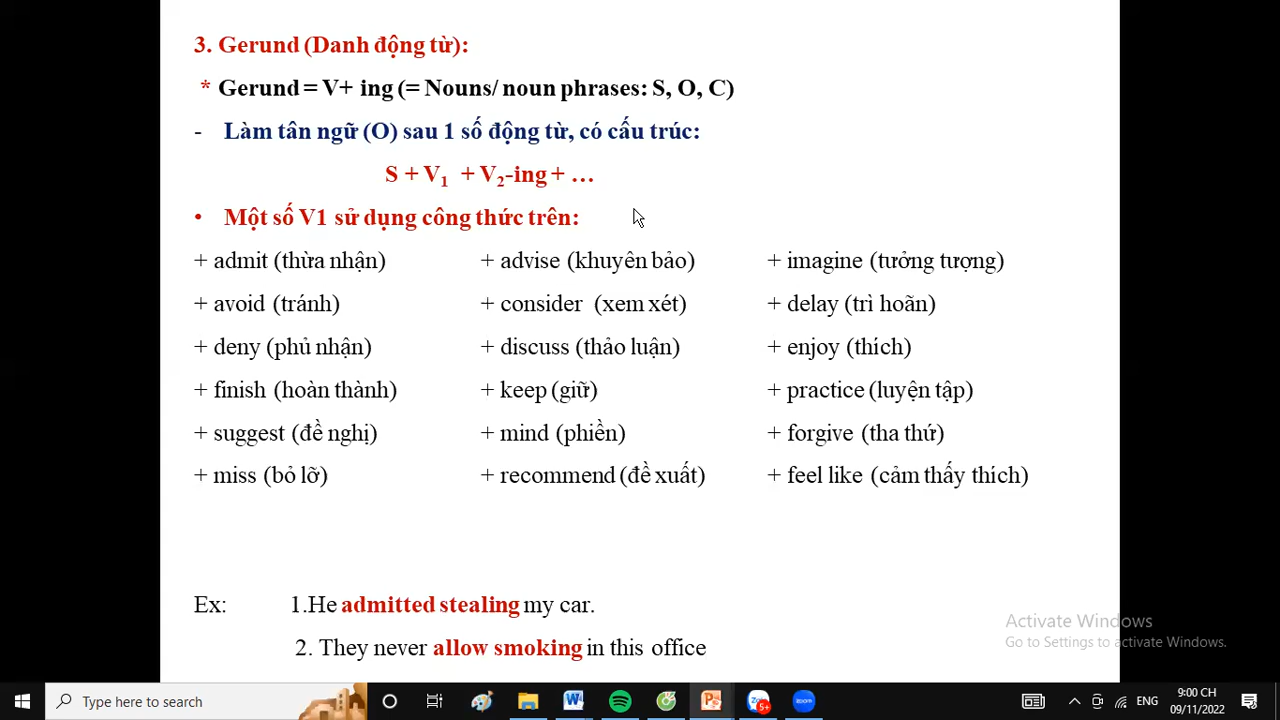 3. Gerund (Danh động từ):
* Gerund = V+ ing (= Nouns/ noun phrases: S, O, C)
- Làm tân ngữ (O) sau 1 số động từ, có cấu trúc:
S + V1 + V2-ing + …
• Một số V1 sử dụng công thức trên:
+ admit (thừa nhận) + advise (khuyên bảo) + imagine (tưởng tượng)
+ avoid (tránh) + consider (xem xét) + delay (trì hoãn)
+ deny (phủ nhận) + discuss (thảo luận) + enjoy (thích)
+ finish (hoàn thành) + keep (giữ) + practice (luyện tập)
+ suggest (đề nghị) + mind (phiền) + forgive (tha thứ)
+ miss (bỏ lỡ) + recommend (đề xuất) + feel like (cảm thấy thích)
Ex: 1.He admitted stealing my car.
2. They never allow smoking in this office
Activate Windows
Go to Settings to activate Windows.
Type here to search
ENG
9:00 CH
09/11/2022
5+
zoom